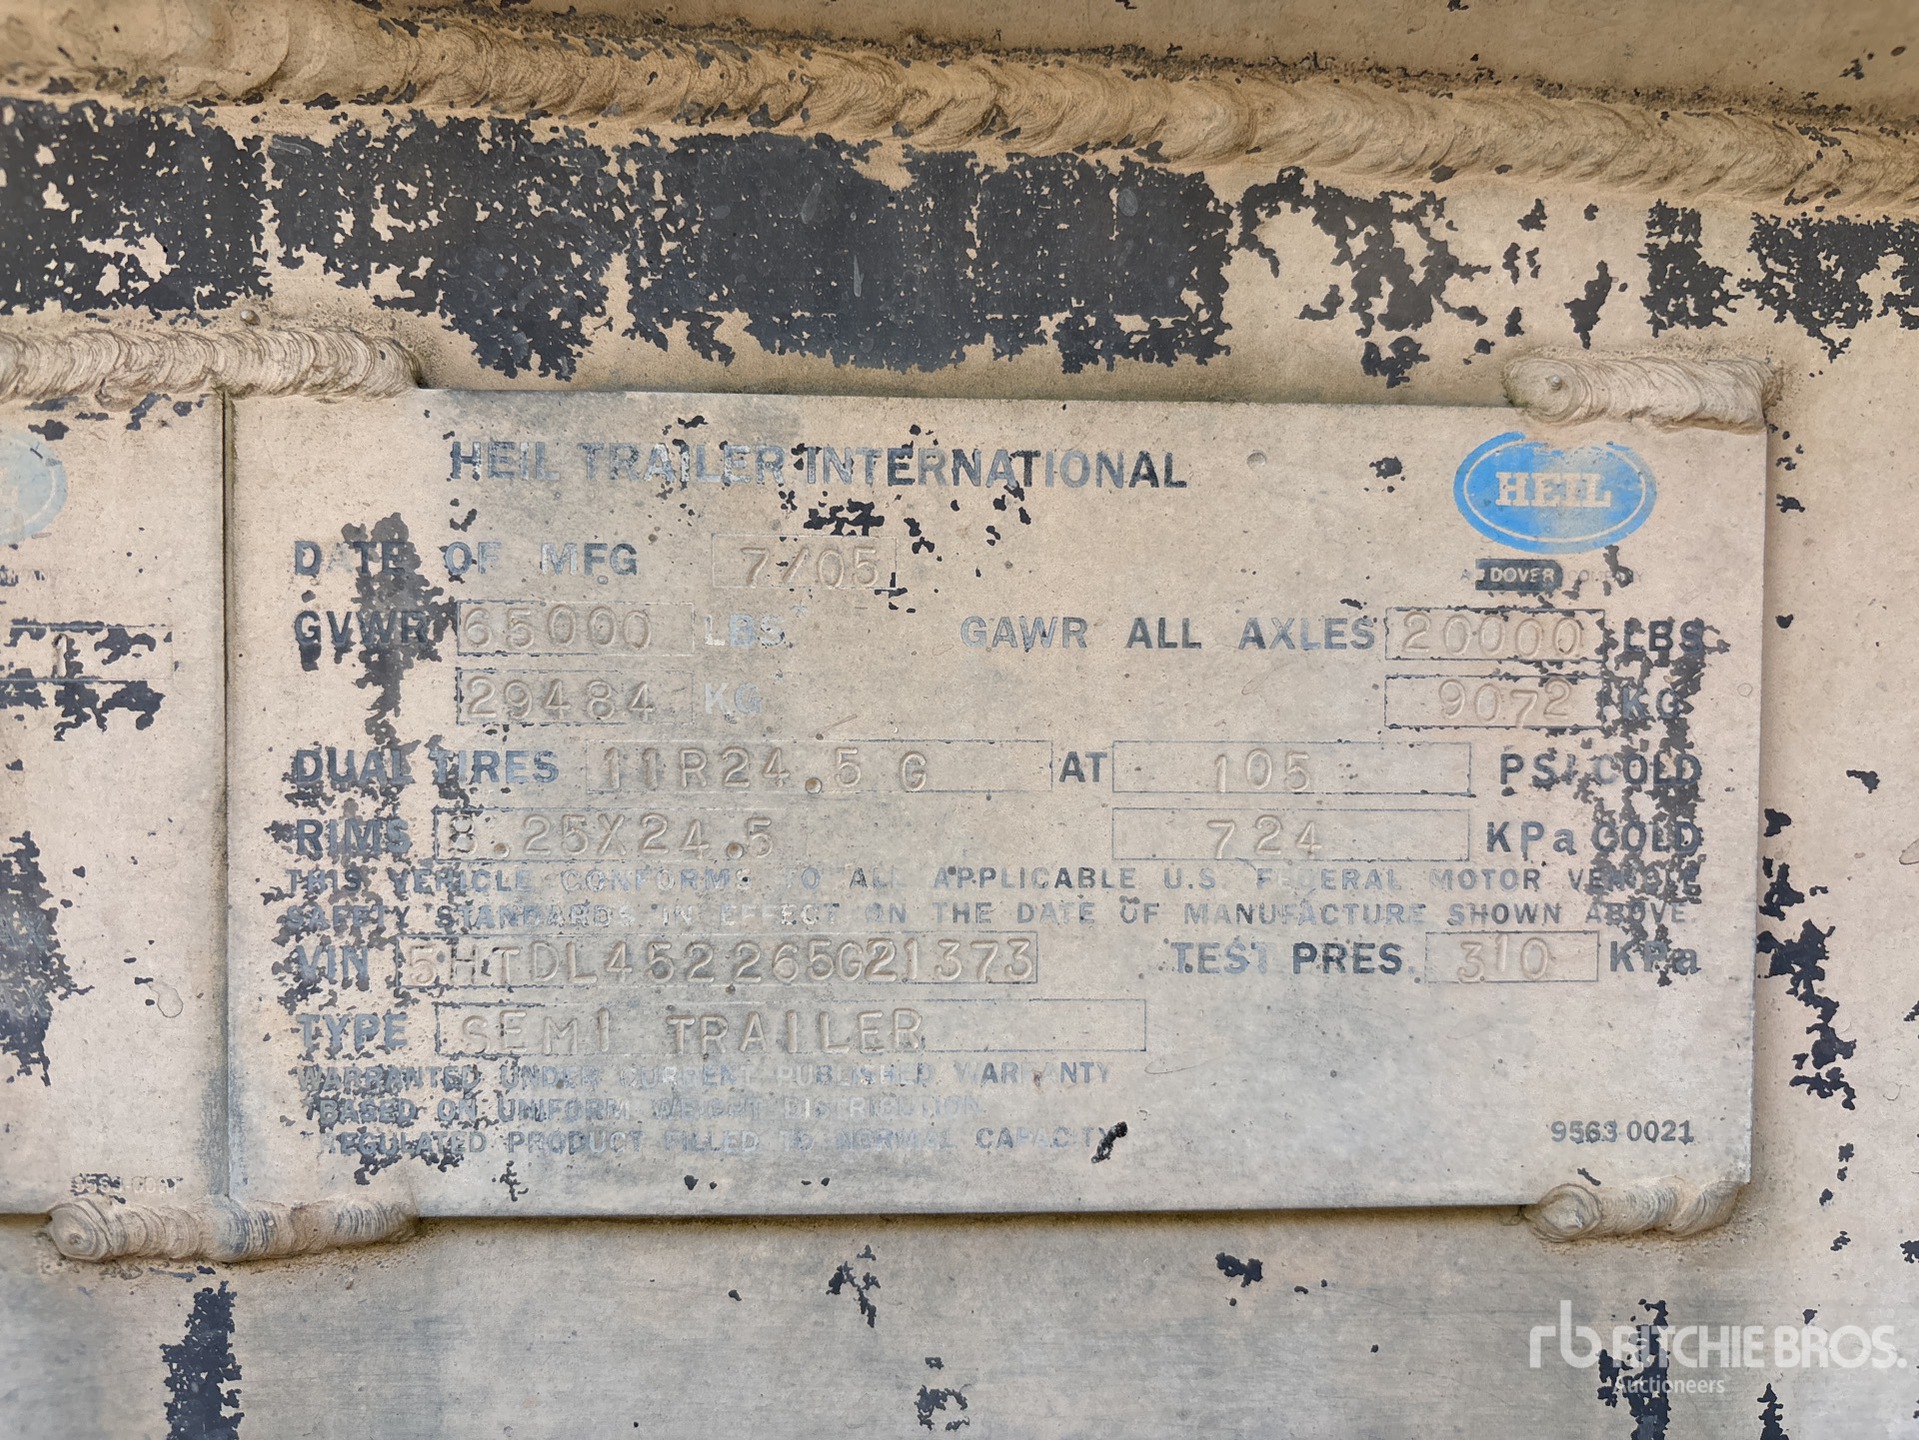 HEIL TRAILER INTERNATIONAL
HEIL
DOVER
DATE OF MFG 7/05
GVWR 65000 LBS GAWR ALL AXLES 20000 LBS
29484 KG 9072 KG
DUAL TIRES 11R24.5 G AT 105 PSI COLD
RIMS 8.25X24.5 724 KPa COLD
THIS VEHICLE CONFORMS TO ALL APPLICABLE U.S. FEDERAL MOTOR VEHICLE
SAFETY STANDARDS IN EFFECT ON THE DATE OF MANUFACTURE SHOWN ABOVE.
VIN 5HTDL452265G21373 TEST PRES. 310 KPa
TYPE SEMI TRAILER
WARRANTED UNDER CURRENT PUBLISHED WARRANTY
BASED ON UNIFORM WEIGHT DISTRIBUTION
REGULATED PRODUCT FILLED TO NORMAL CAPACITY
9563 0021
rb RITCHIE BROS.
Auctioneers